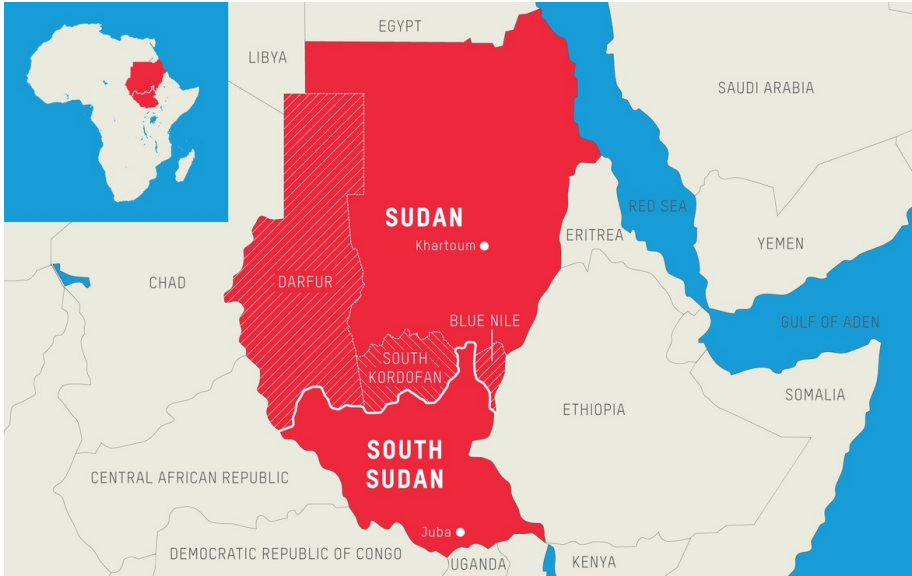 EGYPT
LIBYA
SAUDI ARABIA
SUDAN
Khartoum
RED SEA
ERITREA
YEMEN
CHAD
DARFUR
BLUE NILE
GULF OF ADEN
SOUTH
KORDOFAN
SOMALIA
ETHIOPIA
SOUTH
SUDAN
CENTRAL AFRICAN REPUBLIC
Juba
DEMOCRATIC REPUBLIC OF CONGO
UGANDA
KENYA